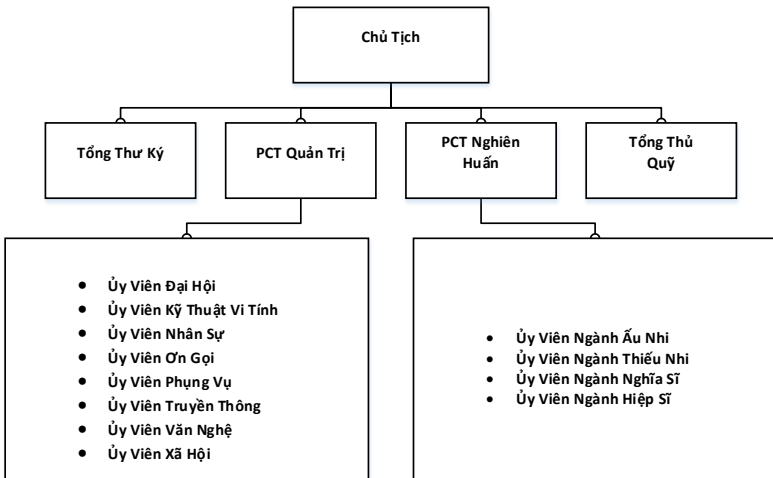 Chủ Tịch
Tổng Thư Ký
PCT Quản Trị
PCT Nghiên
Huấn
Tổng Thủ
Quỹ
• Ủy Viên Đại Hội
• Ủy Viên Kỹ Thuật Vi Tính
• Ủy Viên Nhân Sự
• Ủy Viên Ơn Gọi
• Ủy Viên Phụng Vụ
• Ủy Viên Truyền Thông
• Ủy Viên Văn Nghệ
• Ủy Viên Xã Hội
• Ủy Viên Ngành Ấu Nhi
• Ủy Viên Ngành Thiếu Nhi
• Ủy Viên Ngành Nghĩa Sĩ
• Ủy Viên Ngành Hiệp Sĩ